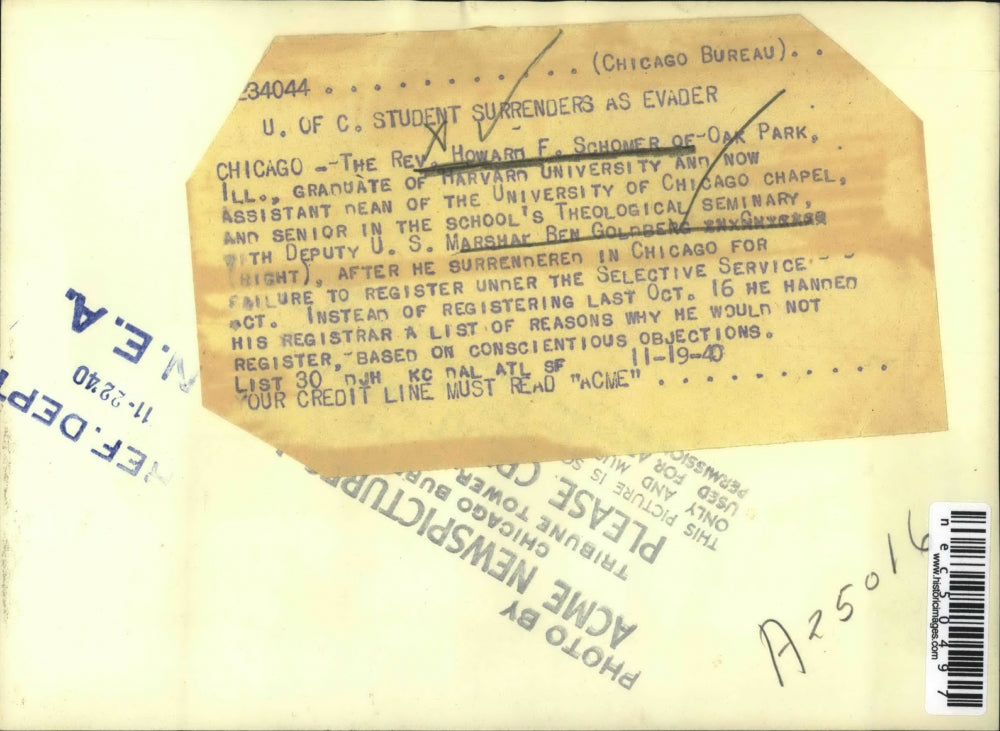 234044 . . . . . . . . . . . . (CHICAGO BUREAU). . .
U. OF C. STUDENT SURRENDERS AS EVADER
CHICAGO --THE REV. HOWARD F. SCHOMER OF OAK PARK,
ILL., GRADUATE OF HARVARD UNIVERSITY AND NOW
ASSISTANT DEAN OF THE UNIVERSITY OF CHICAGO CHAPEL,
AND SENIOR IN THE SCHOOL'S THEOLOGICAL SEMINARY,
WITH DEPUTY U. S. MARSHAL BEN GOLDBERG
(RIGHT), AFTER HE SURRENDERED IN CHICAGO FOR
FAILURE TO REGISTER UNDER THE SELECTIVE SERVICE
ACT. INSTEAD OF REGISTERING LAST OCT. 16 HE HANDED
HIS REGISTRAR A LIST OF REASONS WHY HE WOULD NOT
REGISTER, BASED ON CONSCIENTIOUS OBJECTIONS.
LIST 30 DJH KC DAL ATL SF 11-19-40
YOUR CREDIT LINE MUST READ "ACME" . . . . . . . . . .
N.E.A.
11-2240
REF. DEPT
PHOTO BY
ACME NEWSPICTURES
CHICAGO
TRIBUNE TOWER
PLEASE
THIS PICTURE IS
ONLY AND
USED FOR
PERMISSION
A25016
nec50497
www.historicimages.com